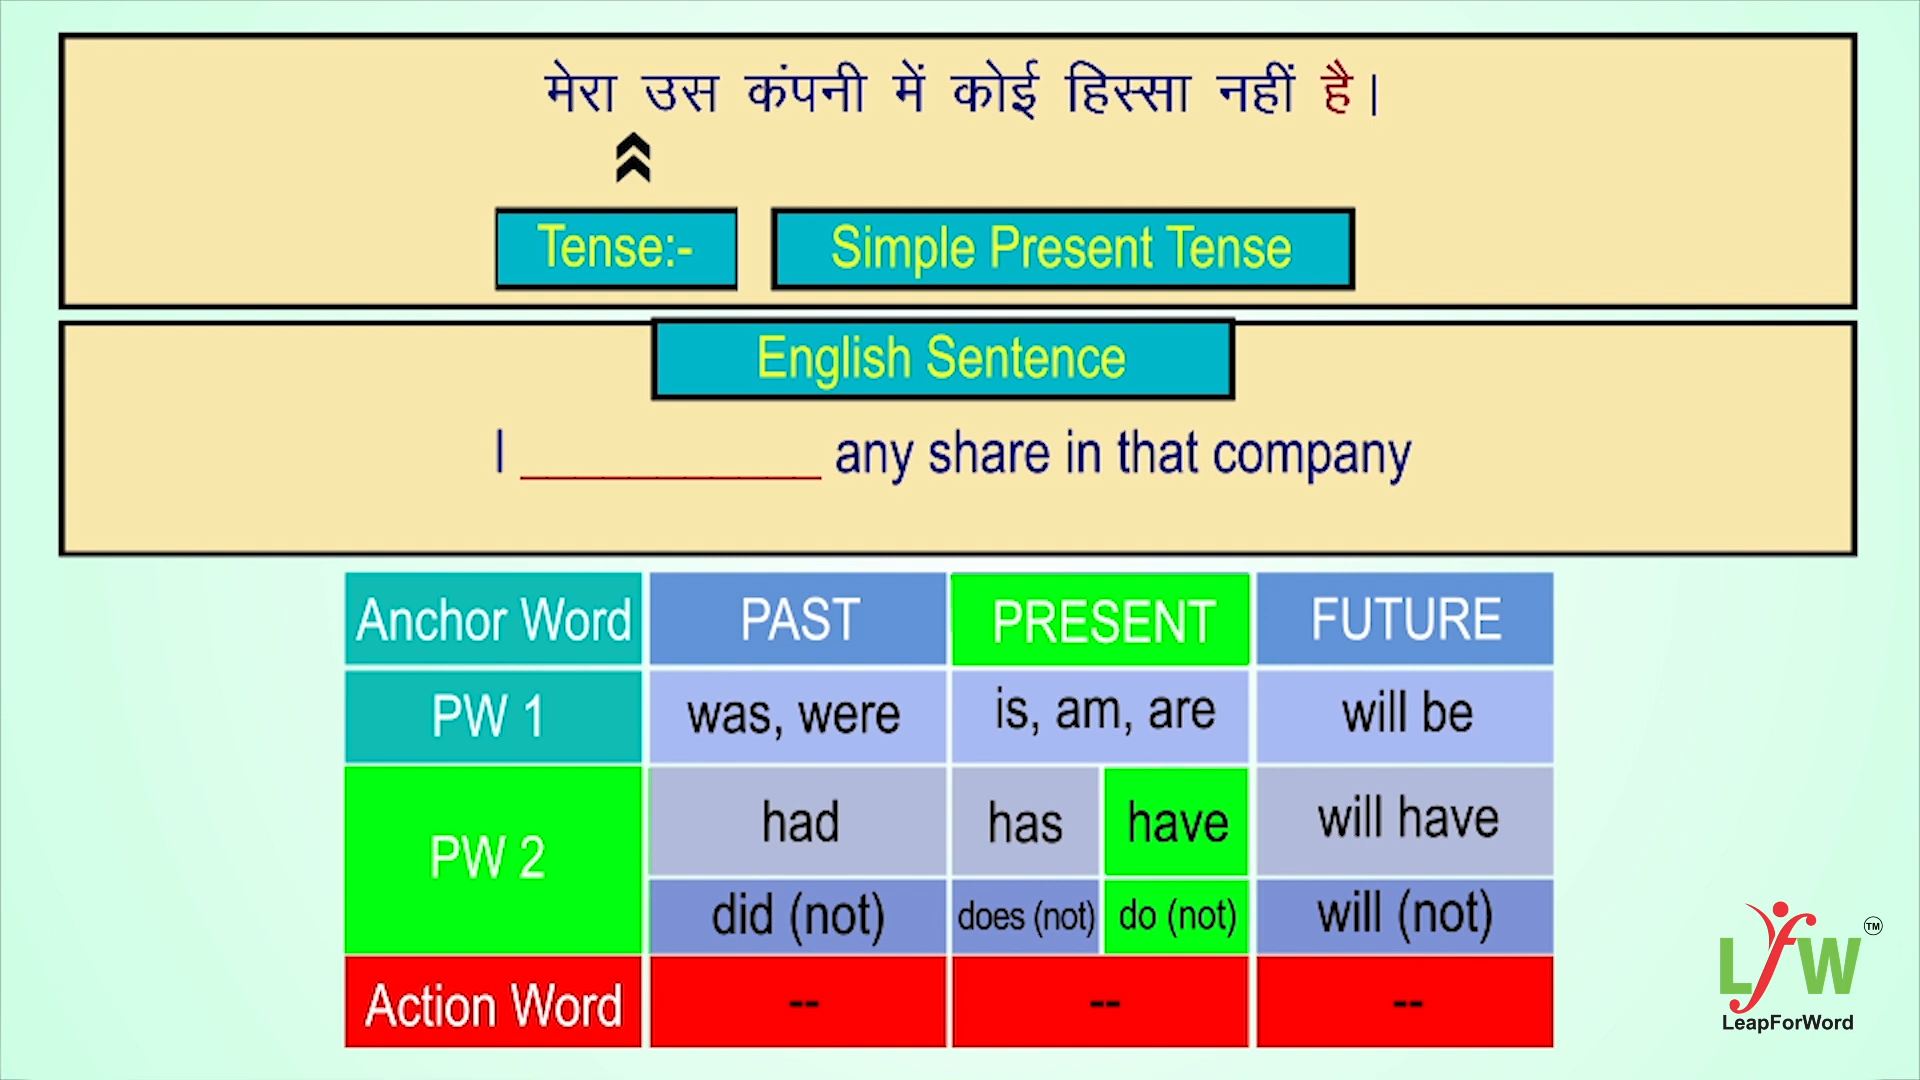 मेरा उस कंपनी में कोई हिस्सा नहीं है।
Tense:- Simple Present Tense
English Sentence
I ____________ any share in that company
Anchor Word PAST PRESENT FUTURE
PW 1 was, were is, am, are will be
PW 2 had has have will have
did (not) does (not) do (not) will (not)
Action Word -- -- --
LFW TM
LeapForWord